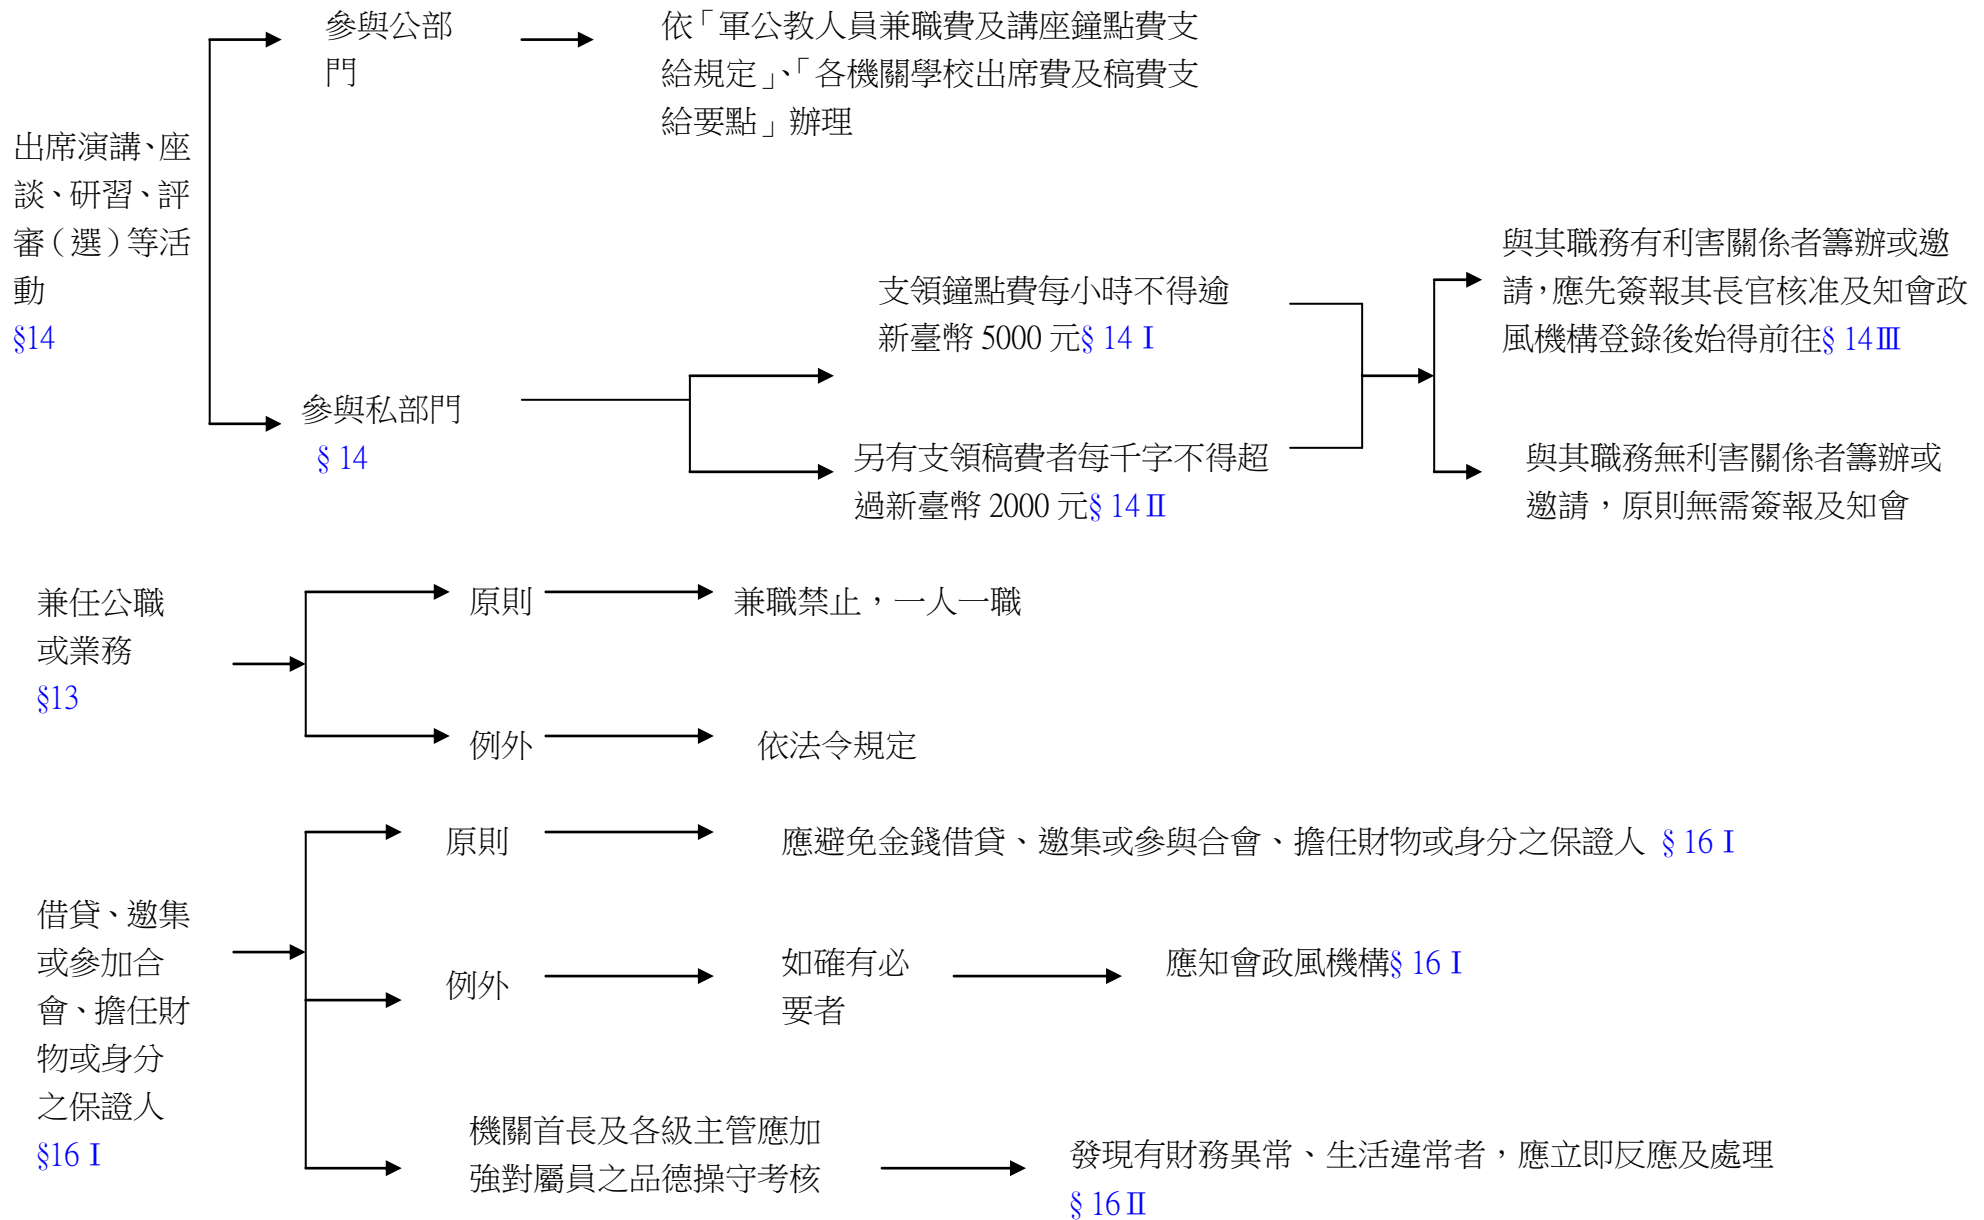 參與公部
門
依「軍公教人員兼職費及講座鐘點費支
給規定」、「各機關學校出席費及稿費支
給要點」辦理
出席演講、座
談、研習、評
審（選）等活
動
§14
參與私部門
§ 14
支領鐘點費每小時不得逾
新臺幣 5000 元§ 14 I
另有支領稿費者每千字不得超
過新臺幣 2000 元§ 14 II
與其職務有利害關係者籌辦或邀
請，應先簽報其長官核准及知會政
風機構登錄後始得前往§ 14III
與其職務無利害關係者籌辦或
邀請，原則無需簽報及知會
兼任公職
或業務
§13
原則
兼職禁止，一人一職
例外
依法令規定
借貸、邀集
或參加合
會、擔任財
物或身分
之保證人
§16 I
原則
應避免金錢借貸、邀集或參與合會、擔任財物或身分之保證人 § 16 I
例外
如確有必
要者
應知會政風機構§ 16 I
機關首長及各級主管應加
強對屬員之品德操守考核
發現有財務異常、生活違常者，應立即反應及處理
§ 16 II